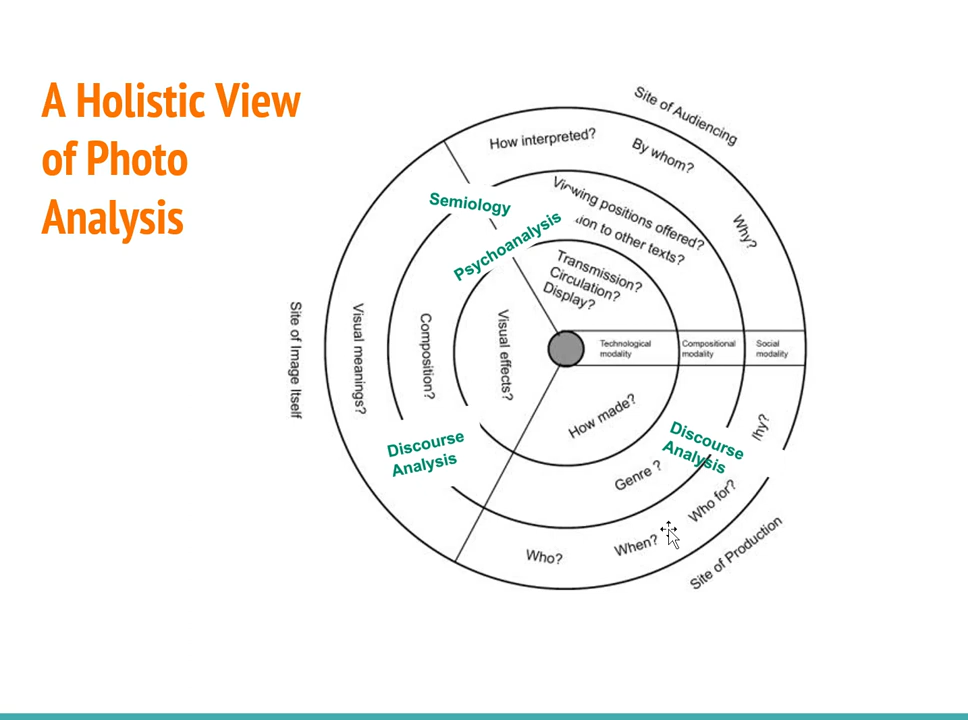 A Holistic View
of Photo
Analysis
Site of Audiencing
How interpreted?
By whom?
Why?
Semiology
Psychoanalysis
Viewing positions offered?
tion to other texts?
Transmission?
Circulation?
Display?
Site of Image Itself
Visual meanings?
Composition?
Visual effects?
Technological
modality
Compositional
modality
Social
modality
How made?
Discourse
Analysis
Discourse
Analysis
hy?
Genre ?
Who for?
When?
Who?
Site of Production